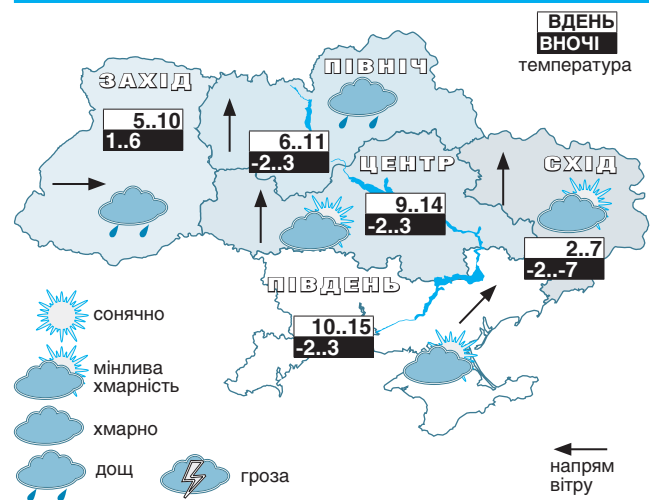 ВДЕНЬ
ВНОЧІ
температура
ЗАХІД
5..10
1..6
ПІВНІЧ
6..11
-2..3
ЦЕНТР
9..14
-2..3
СХІД
2..7
-2..-7
ПІВДЕНЬ
10..15
-2..3
сонячно
мінлива
хмарність
хмарно
дощ
гроза
напрям
вітру